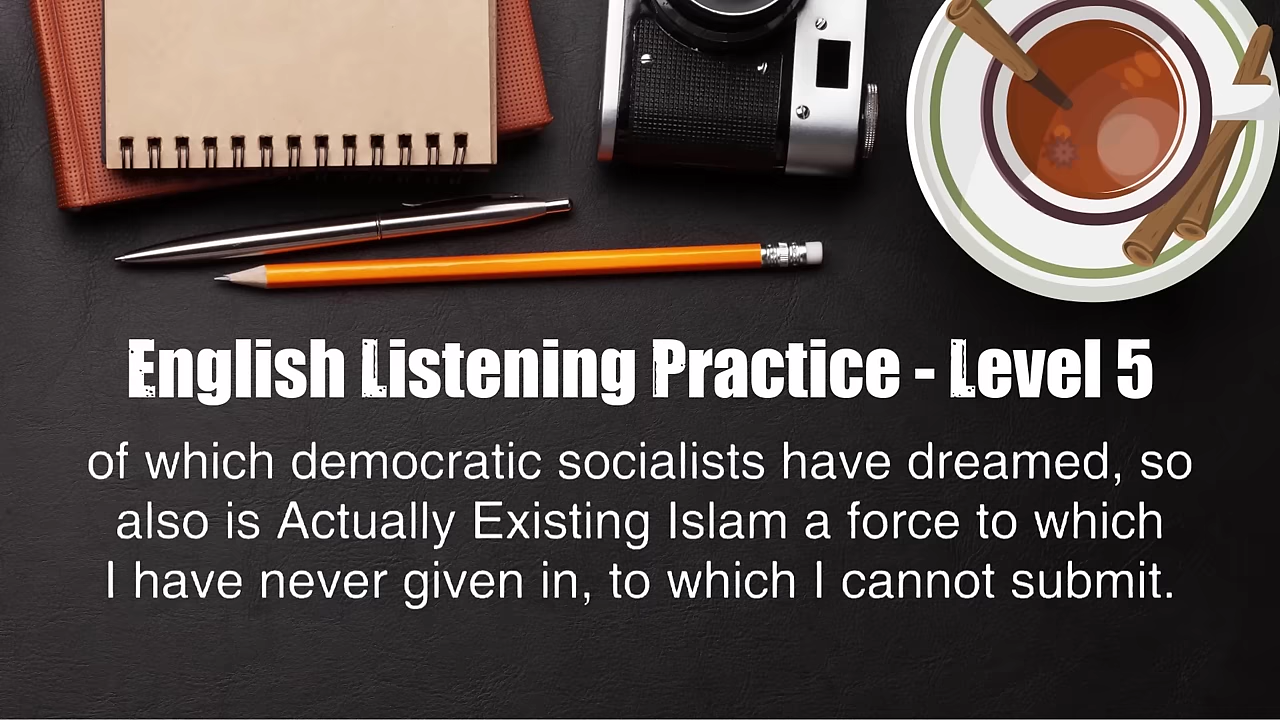 English Listening Practice - Level 5
of which democratic socialists have dreamed, so
also is Actually Existing Islam a force to which
I have never given in, to which I cannot submit.